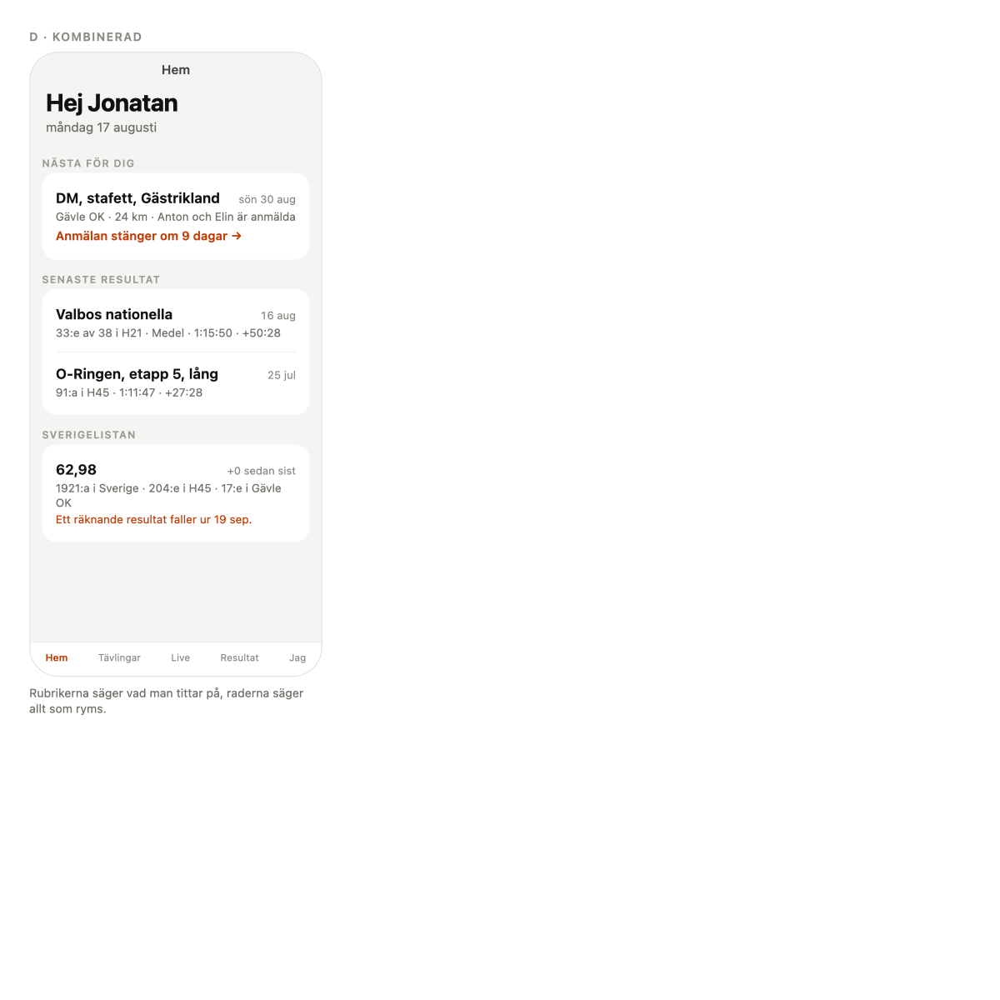 D · KOMBINERAD
Hem
Hej Jonatan
måndag 17 augusti
NÄSTA FÖR DIG
DM, stafett, Gästrikland sön 30 aug
Gävle OK · 24 km · Anton och Elin är anmälda
Anmälan stänger om 9 dagar →
SENASTE RESULTAT
Valbos nationella 16 aug
33:e av 38 i H21 · Medel · 1:15:50 · +50:28
O-Ringen, etapp 5, lång 25 jul
91:a i H45 · 1:11:47 · +27:28
SVERIGELISTAN
62,98 +0 sedan sist
1921:a i Sverige · 204:e i H45 · 17:e i Gävle
OK
Ett räknande resultat faller ur 19 sep.
Hem Tävlingar Live Resultat Jag
Rubrikerna säger vad man tittar på, raderna säger
allt som ryms.